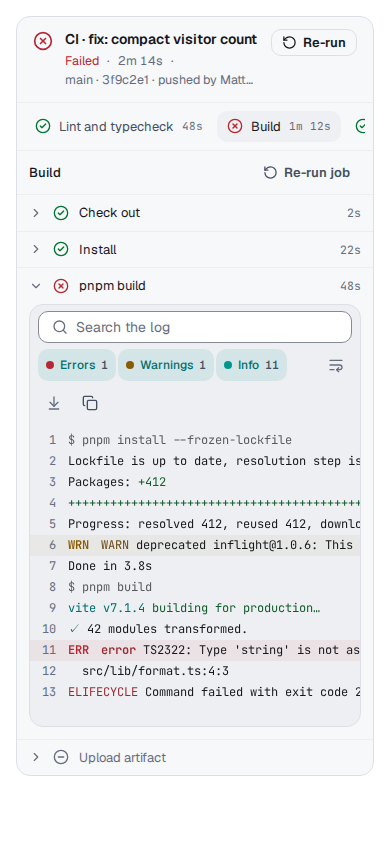 CI · fix: compact visitor count
Re-run
Failed · 2m 14s ·
main · 3f9c2e1 · pushed by Matt…
Lint and typecheck 48s
Build 1m 12s
Build
Re-run job
Check out 2s
Install 22s
pnpm build 48s
Search the log
Errors 1 Warnings 1 Info 11
1 $ pnpm install --frozen-lockfile
2 Lockfile is up to date, resolution step is
3 Packages: +412
4 ++++++++++++++++++++++++++++++++++++++++++
5 Progress: resolved 412, reused 412, downlo
6 WRN WARN deprecated inflight@1.0.6: This
7 Done in 3.8s
8 $ pnpm build
9 vite v7.1.4 building for production…
10 ✓ 42 modules transformed.
11 ERR error TS2322: Type 'string' is not as
12 src/lib/format.ts:4:3
13 ELIFECYCLE Command failed with exit code 2
Upload artifact